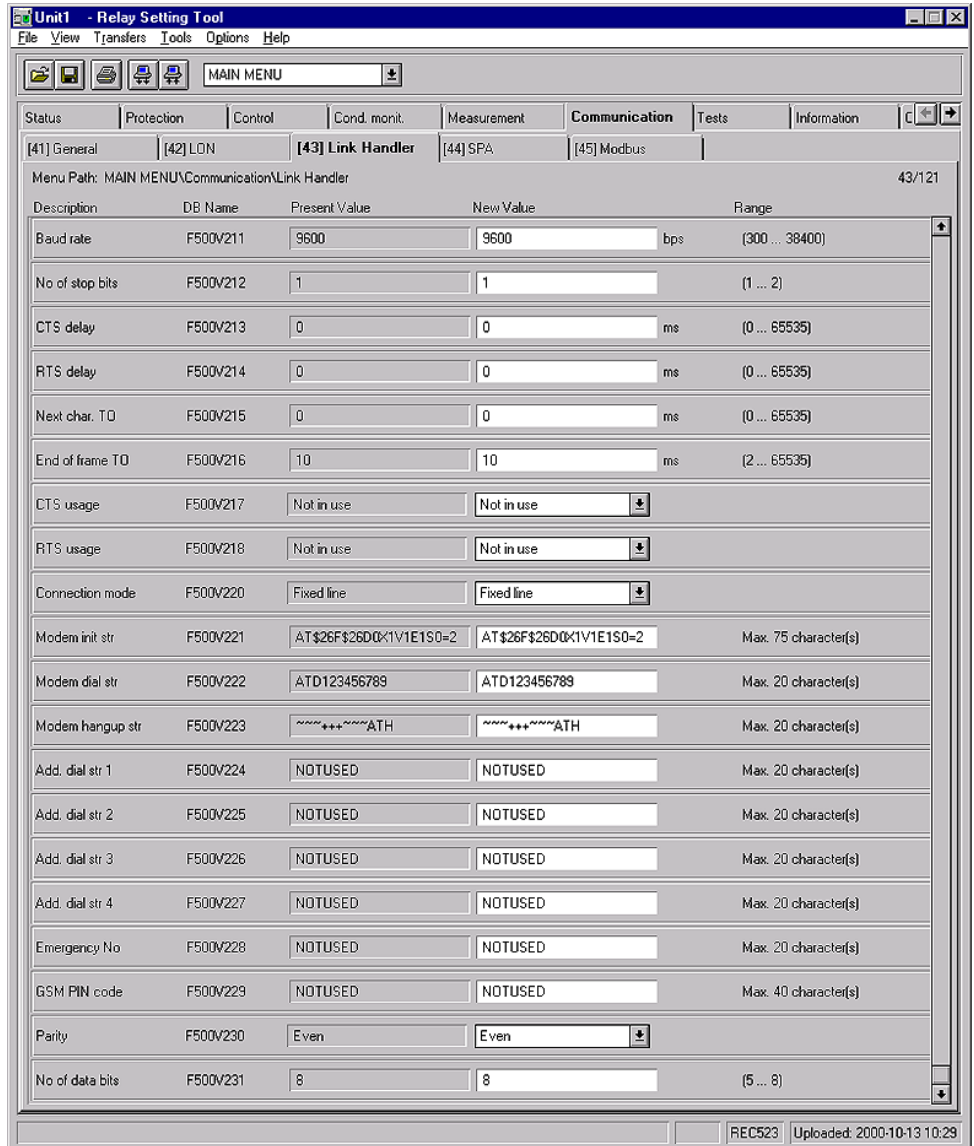 Unit1 - Relay Setting Tool
File View Transfers Tools Options Help
MAIN MENU
Status Protection Control Cond. monit. Measurement Communication Tests Information C
[41] General [42] LON [43] Link Handler [44] SPA [45] Modbus
Menu Path: MAIN MENU\Communication\Link Handler 43/121
Description DB Name Present Value New Value Range
Baud rate F500V211 9600 9600 bps (300 ... 38400)
No of stop bits F500V212 1 1 (1 ... 2)
CTS delay F500V213 0 0 ms (0 ... 65535)
RTS delay F500V214 0 0 ms (0 ... 65535)
Next char. TO F500V215 0 0 ms (0 ... 65535)
End of frame TO F500V216 10 10 ms (2 ... 65535)
CTS usage F500V217 Not in use Not in use
RTS usage F500V218 Not in use Not in use
Connection mode F500V220 Fixed line Fixed line
Modem init str F500V221 AT$26F$26D0X1V1E1S0=2 AT$26F$26D0X1V1E1S0=2 Max. 75 character(s)
Modem dial str F500V222 ATD123456789 ATD123456789 Max. 20 character(s)
Modem hangup str F500V223 ~~~+++~~~ATH ~~~+++~~~ATH Max. 20 character(s)
Add. dial str 1 F500V224 NOTUSED NOTUSED Max. 20 character(s)
Add. dial str 2 F500V225 NOTUSED NOTUSED Max. 20 character(s)
Add. dial str 3 F500V226 NOTUSED NOTUSED Max. 20 character(s)
Add. dial str 4 F500V227 NOTUSED NOTUSED Max. 20 character(s)
Emergency No F500V228 NOTUSED NOTUSED Max. 20 character(s)
GSM PIN code F500V229 NOTUSED NOTUSED Max. 40 character(s)
Parity F500V230 Even Even
No of data bits F500V231 8 8 (5 ... 8)
REC523 Uploaded: 2000-10-13 10:29